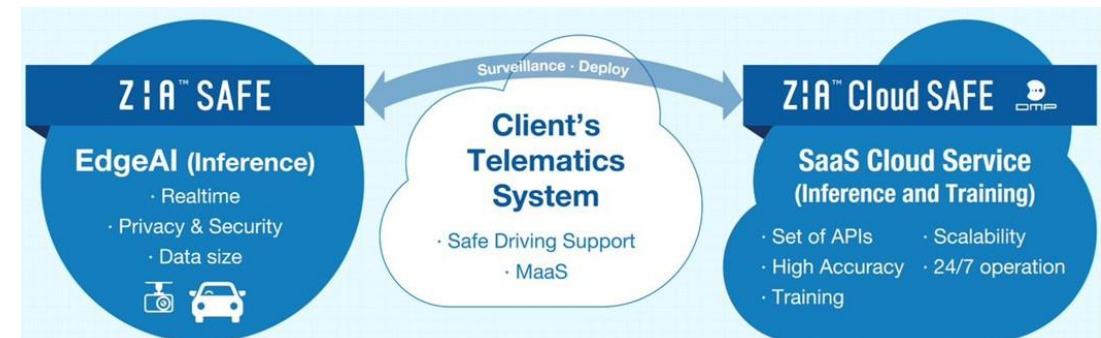 ZIA™ SAFE
EdgeAI (Inference)
· Realtime
· Privacy & Security
· Data size
Surveillance · Deploy
Client's
Telematics
System
· Safe Driving Support
· MaaS
ZIA™ Cloud SAFE
DMP
SaaS Cloud Service
(Inference and Training)
· Set of APIs
· High Accuracy
· Training
· Scalability
· 24/7 operation